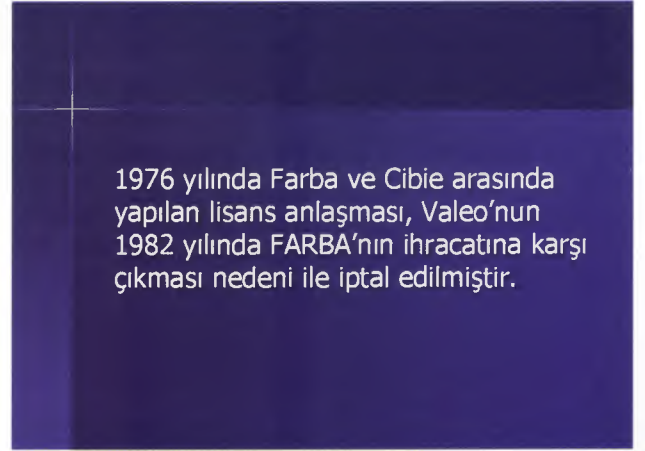 1976 yılında Farba ve Cibie arasında
yapılan lisans anlaşması, Valeo'nun
1982 yılında FARBA'nın ihracatına karşı
çıkması nedeni ile iptal edilmiştir.